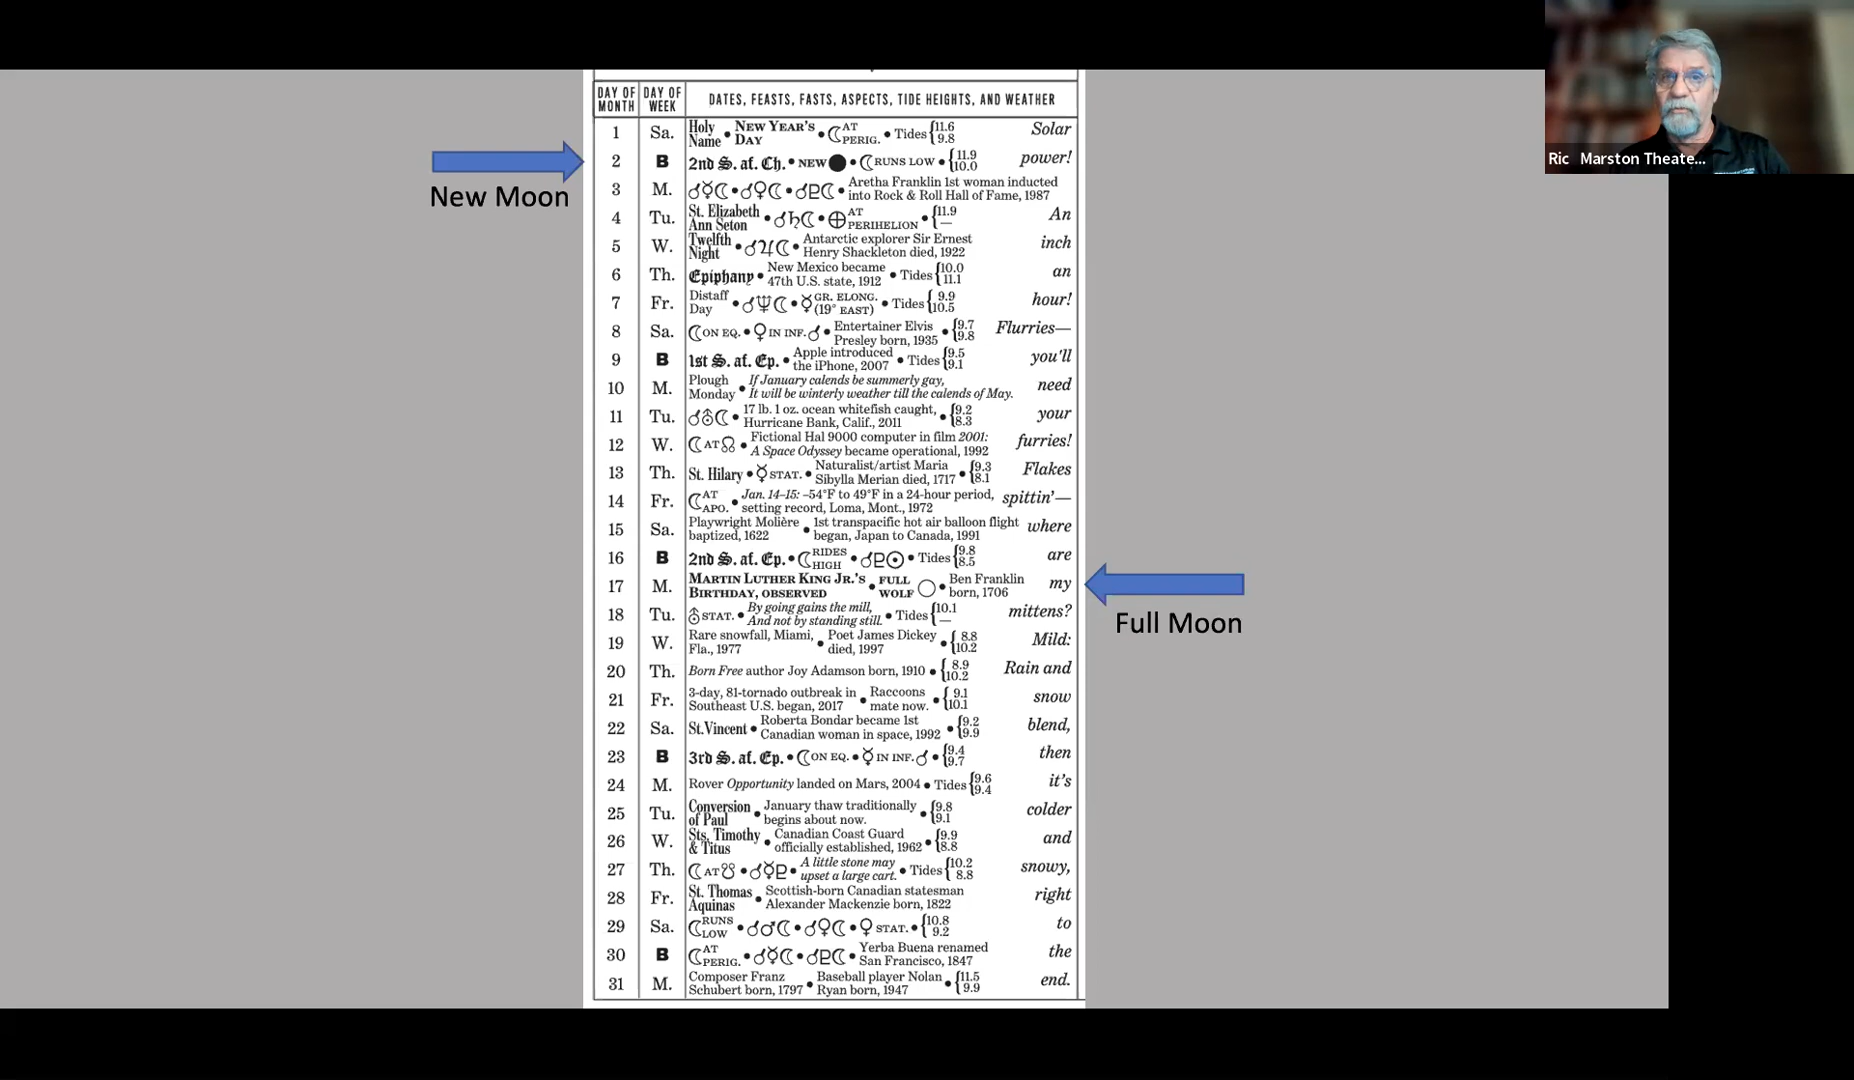 DAY OF MONTH DAY OF WEEK DATES, FEASTS, FASTS, ASPECTS, TIDE HEIGHTS, AND WEATHER
1 Sa. Holy Name • NEW YEAR'S DAY • ☾ AT PERIG. • Tides {11.6 9.8 Solar
2 B 2nd S. af. Ch. • NEW ● • ☾ RUNS LOW • {11.9 10.0 power!
3 M. ☌☿☾ • ☌♀☾ • ☌♇☾ • Aretha Franklin 1st woman inducted into Rock & Roll Hall of Fame, 1987
4 Tu. St. Elizabeth Ann Seton • ☌♄☾ • ⊕ AT PERIHELION • {11.9 — An
5 W. Twelfth Night • ☌♃☾ • Antarctic explorer Sir Ernest Henry Shackleton died, 1922 inch
6 Th. Epiphany • New Mexico became 47th U.S. state, 1912 • Tides {10.0 11.1 an
7 Fr. Distaff Day • ☌♆☾ • ☿ GR. ELONG. (19° EAST) • Tides {9.9 10.5 hour!
8 Sa. ☾ ON EQ. • ♀ IN INF. ☌ • Entertainer Elvis Presley born, 1935 • {9.7 9.8 Flurries—
9 B 1st S. af. Ep. • Apple introduced the iPhone, 2007 • Tides {9.5 9.1 you'll
10 M. Plough Monday • If January calends be summerly gay, It will be winterly weather till the calends of May. need
11 Tu. ☌⛢☾ • 17 lb. 1 oz. ocean whitefish caught, Hurricane Bank, Calif., 2011 • {9.2 8.3 your
12 W. ☾ AT ☊ • Fictional Hal 9000 computer in film 2001: A Space Odyssey became operational, 1992 furries!
13 Th. St. Hilary • ☿ STAT. • Naturalist/artist Maria Sibylla Merian died, 1717 • {9.3 8.1 Flakes
14 Fr. ☾ AT APO. • Jan. 14–15: –54°F to 49°F in a 24-hour period, setting record, Loma, Mont., 1972 spittin'—
15 Sa. Playwright Molière baptized, 1622 • 1st transpacific hot air balloon flight began, Japan to Canada, 1991 where
16 B 2nd S. af. Ep. • ☾ RIDES HIGH • ☌♇☉ • Tides {9.8 8.5 are
17 M. MARTIN LUTHER KING JR.'S BIRTHDAY, OBSERVED • FULL WOLF ○ • Ben Franklin born, 1706 my
18 Tu. ⛢ STAT. • By going gains the mill, And not by standing still. • Tides {10.1 — mittens?
19 W. Rare snowfall, Miami, Fla., 1977 • Poet James Dickey died, 1997 • {8.8 10.2 Mild:
20 Th. Born Free author Joy Adamson born, 1910 • {8.9 10.2 Rain and
21 Fr. 3-day, 81-tornado outbreak in Southeast U.S. began, 2017 • Raccoons mate now. • {9.1 10.1 snow
22 Sa. St. Vincent • Roberta Bondar became 1st Canadian woman in space, 1992 • {9.2 9.9 blend,
23 B 3rd S. af. Ep. • ☾ ON EQ. • ☿ IN INF. ☌ • {9.4 9.7 then
24 M. Rover Opportunity landed on Mars, 2004 • Tides {9.6 9.4 it's
25 Tu. Conversion of Paul • January thaw traditionally begins about now. • {9.8 9.1 colder
26 W. Sts. Timothy & Titus • Canadian Coast Guard officially established, 1962 • {9.9 8.8 and
27 Th. ☾ AT ☋ • ☌☿♇ • A little stone may upset a large cart. • Tides {10.2 8.8 snowy,
28 Fr. St. Thomas Aquinas • Scottish-born Canadian statesman Alexander Mackenzie born, 1822 right
29 Sa. ☾ RUNS LOW • ☌♂☾ • ☌♀☾ • ♀ STAT. • {10.8 9.2 to
30 B ☾ AT PERIG. • ☌☿☾ • ☌♇☾ • Yerba Buena renamed San Francisco, 1847 the
31 M. Composer Franz Schubert born, 1797 • Baseball player Nolan Ryan born, 1947 • {11.5 9.9 end.
New Moon
Full Moon
Ric Marston Theate...